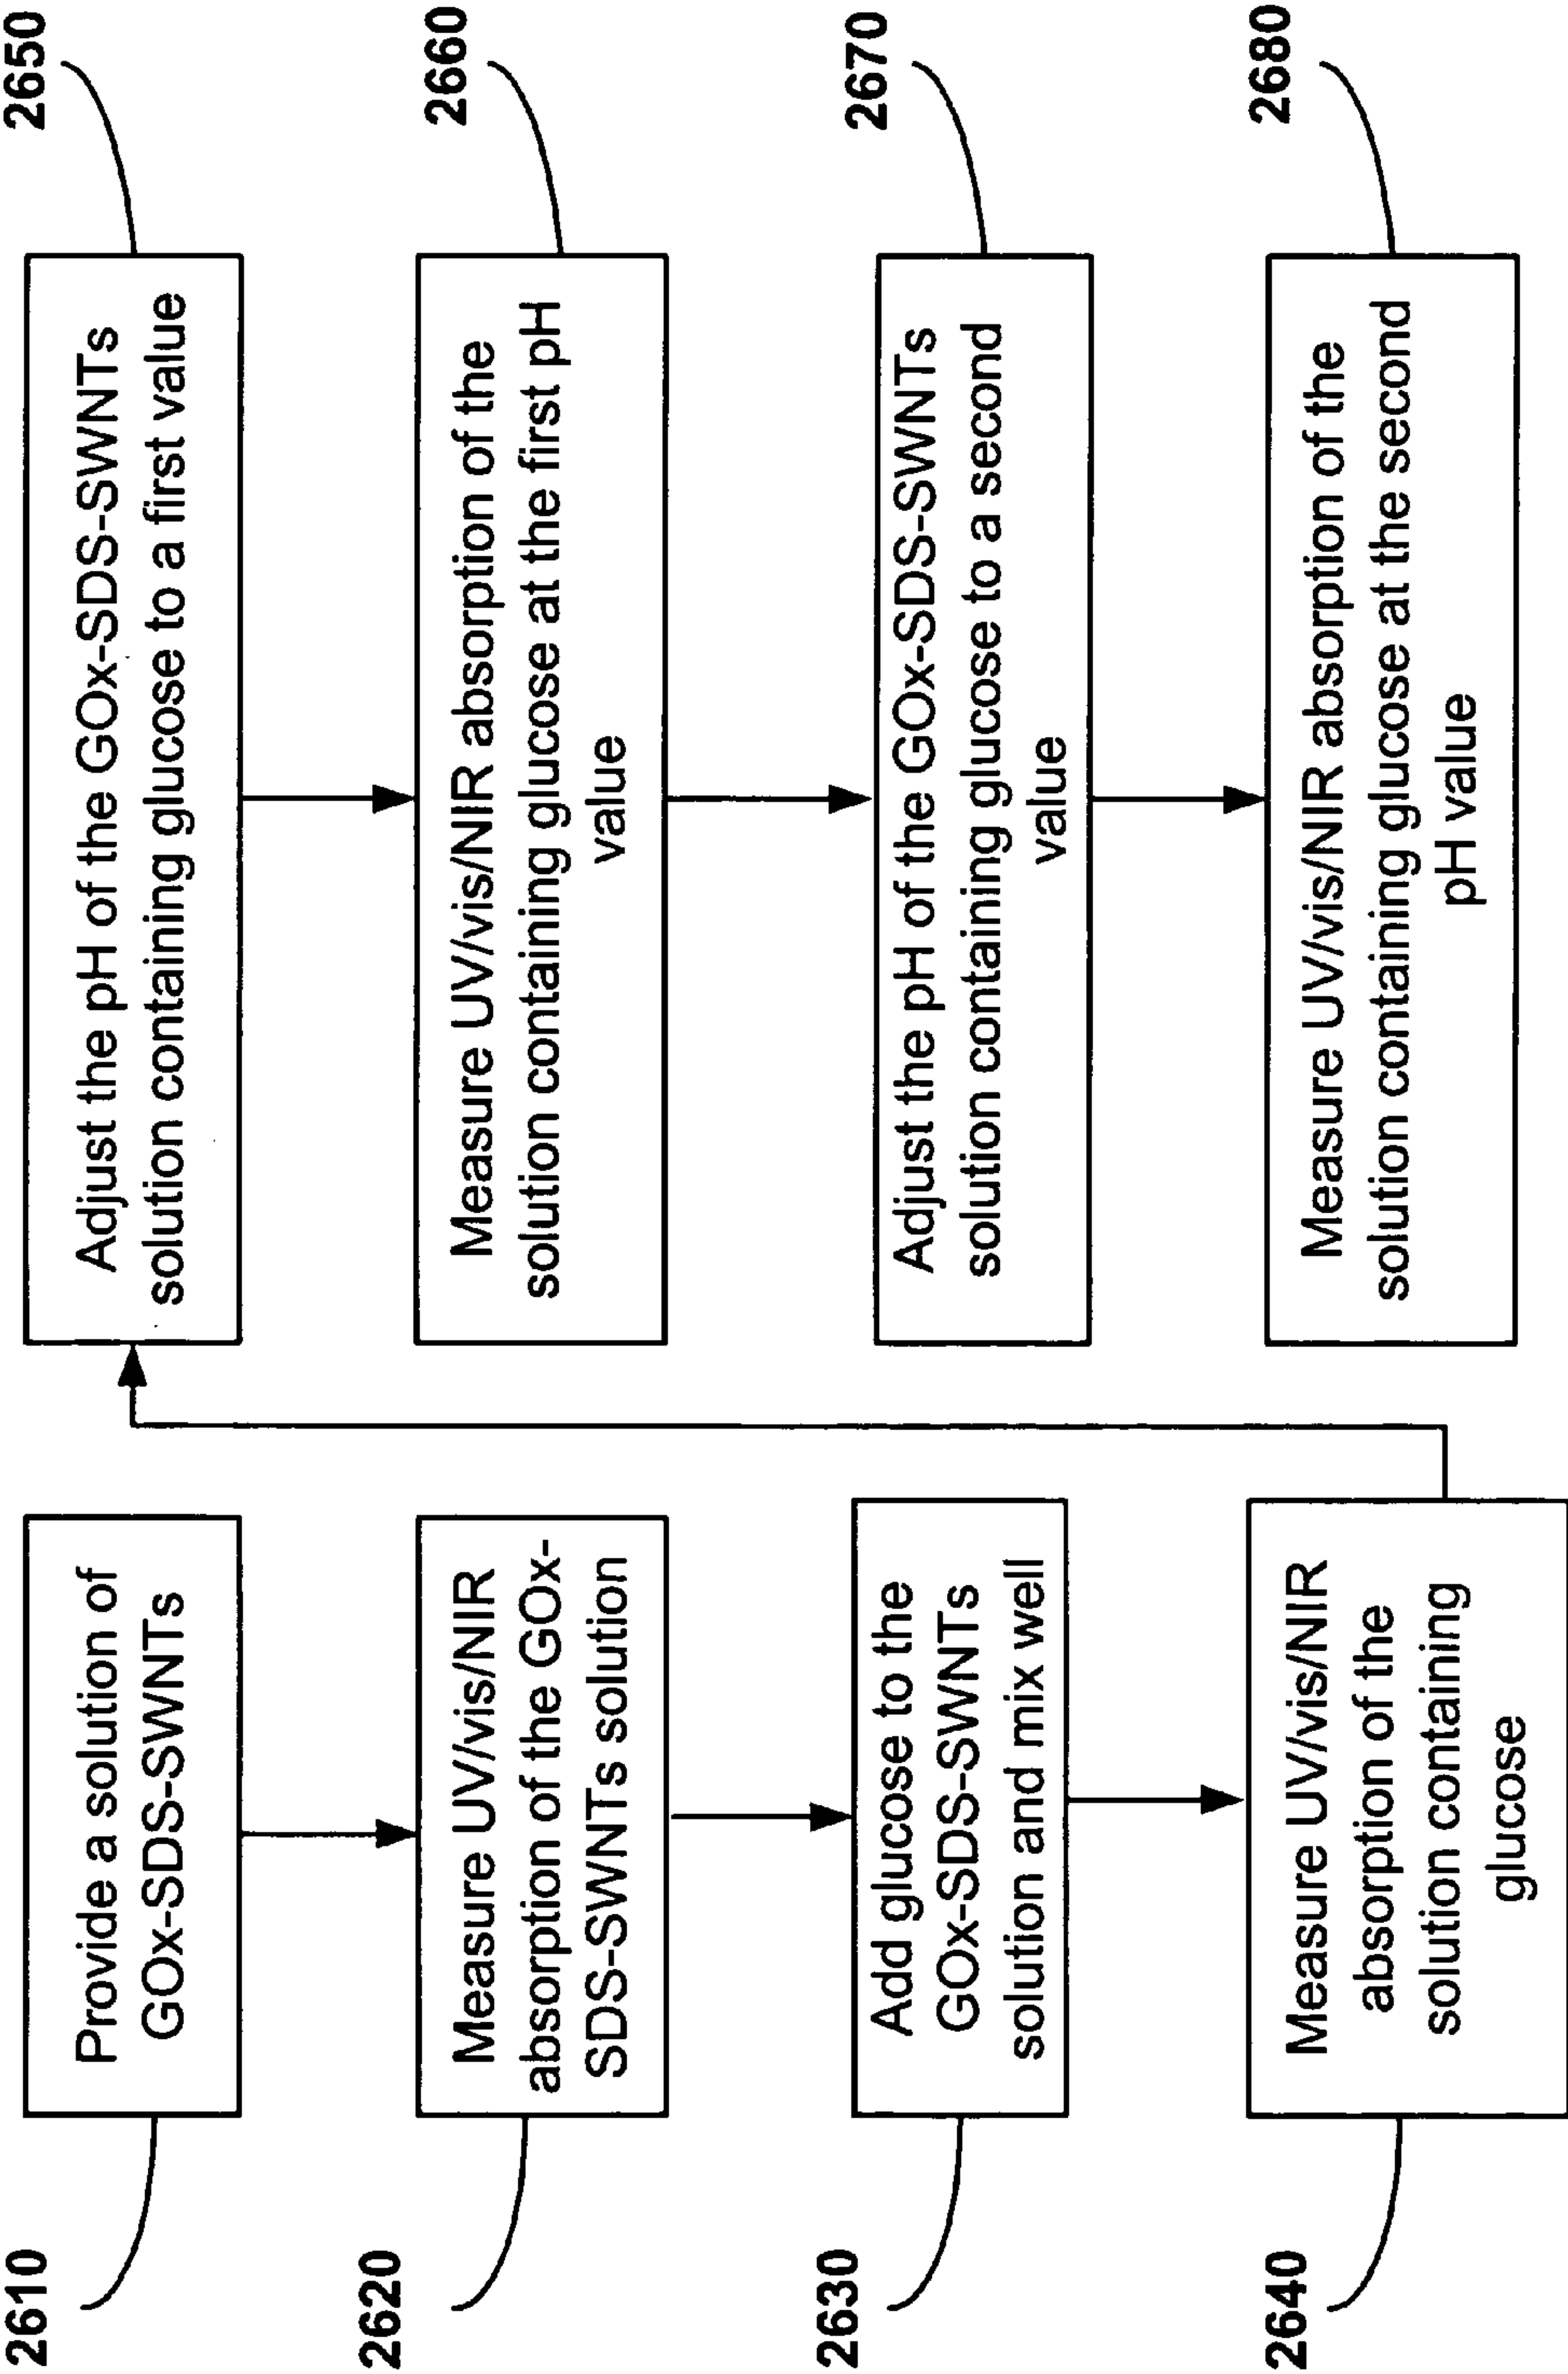 2610
Provide a solution of
GOx-SDS-SWNTs
2620
Measure UV/vis/NIR
absorption of the GOx-
SDS-SWNTs solution
2630
Add glucose to the
GOx-SDS-SWNTs
solution and mix well
2640
Measure UV/vis/NIR
absorption of the
solution containing
glucose
2650
Adjust the pH of the GOx-SDS-SWNTs
solution containing glucose to a first value
2660
Measure UV/vis/NIR absorption of the
solution containing glucose at the first pH
value
2670
Adjust the pH of the GOx-SDS-SWNTs
solution containing glucose to a second
value
2680
Measure UV/vis/NIR absorption of the
solution containing glucose at the second
pH value